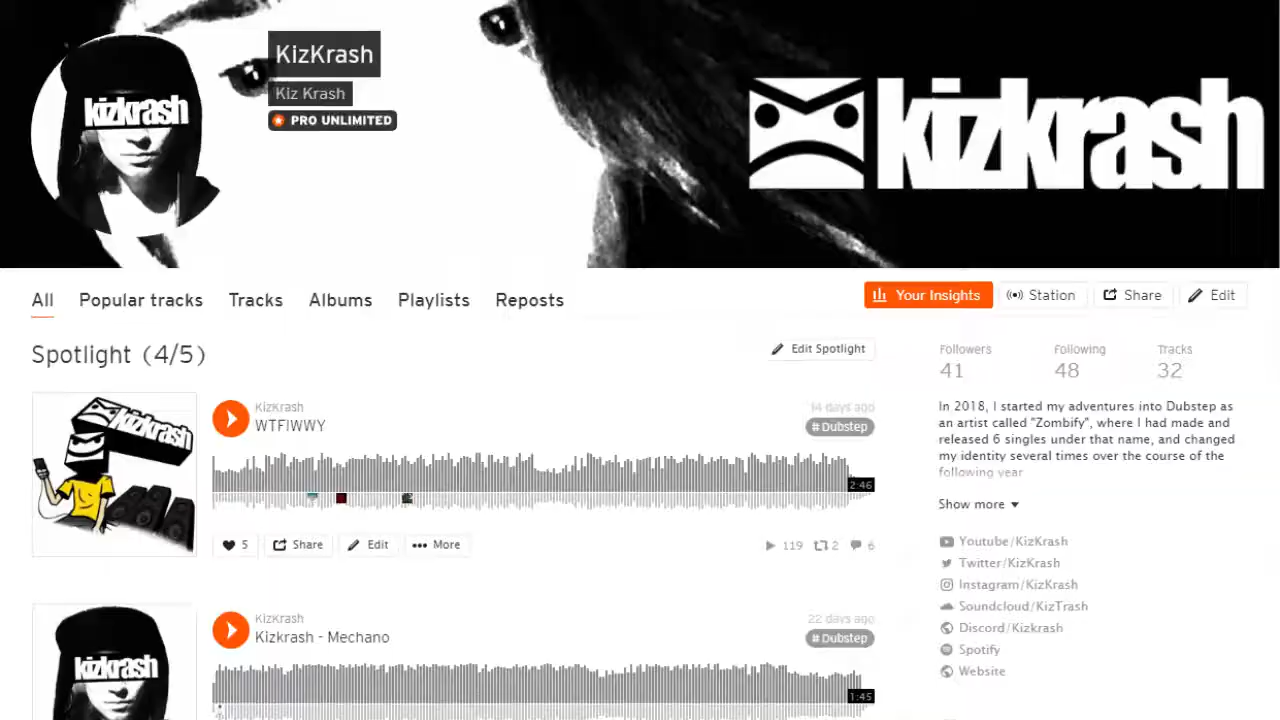 KizKrash
Kiz Krash
PRO UNLIMITED
kizkrash
kizkrash
All Popular tracks Tracks Albums Playlists Reposts
Your Insights Station Share Edit
Spotlight (4/5)
Edit Spotlight
kizkrash
KizKrash
WTFIWWY
14 days ago
# Dubstep
2:46
5 Share Edit More
119 2 6
kizkrash
KizKrash
Kizkrash - Mechano
22 days ago
# Dubstep
1:45
Followers Following Tracks
41 48 32
In 2018, I started my adventures into Dubstep as
an artist called "Zombify", where I had made and
released 6 singles under that name, and changed
my identity several times over the course of the
following year
Show more
Youtube/KizKrash
Twitter/KizKrash
Instagram/KizKrash
Soundcloud/KizTrash
Discord/Kizkrash
Spotify
Website